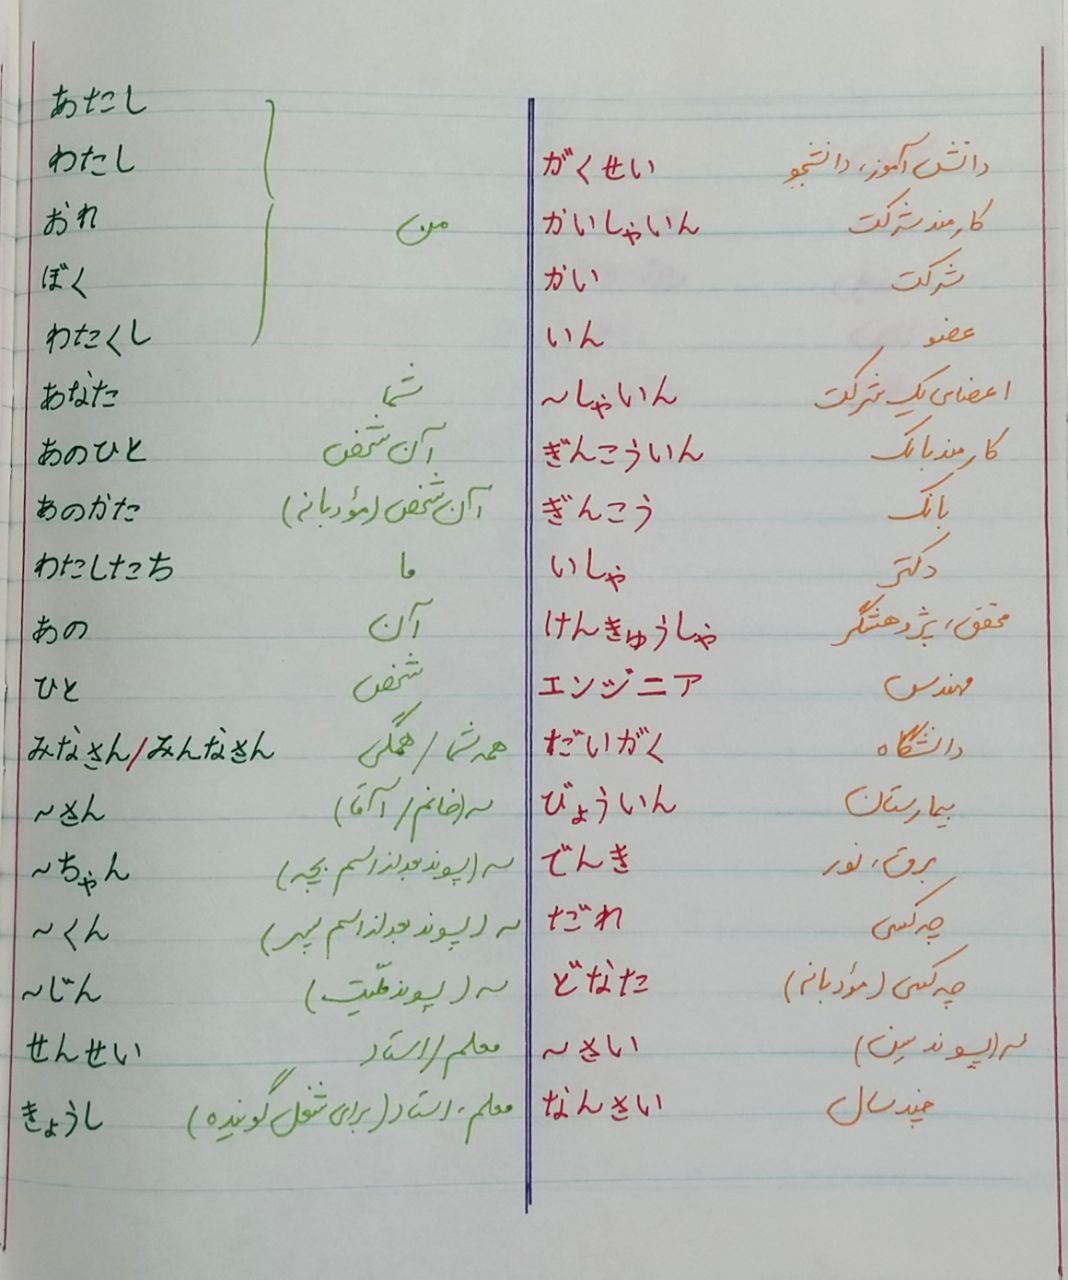 あたし
わたし
おれ
ぼく
わたくし
من
あなた شما
あのひと آن شخص
あのかた آن شخص (مؤدبانه)
わたしたち ما
あの آن
ひと شخص
みなさん/みんなさん همه شما / همگی
~さん ~(خانم / آقا)
~ちゃん ~(پسوند بعد از اسم بچه)
~くん ~(پسوند بعد از اسم پسر)
~じん ~(پسوند ملّیت)
せんせい معلم/استاد
きょうし معلم، استاد (برای شغل گوینده)
がくせい دانش آموز، دانشجو
かいしゃいん کارمند شرکت
かい شرکت
いん عضو
~しゃいん اعضای یک شرکت
ぎんこういん کارمند بانک
ぎんこう بانک
いしゃ دکتر
けんきゅうしゃ محقق، پژوهشگر
エンジニア مهندس
だいがく دانشگاه
びょういん بیمارستان
でんき برق، نور
だれ چه کسی
どなた چه کسی (مؤدبانه)
~さい ~(پسوند سن)
なんさい چند سال